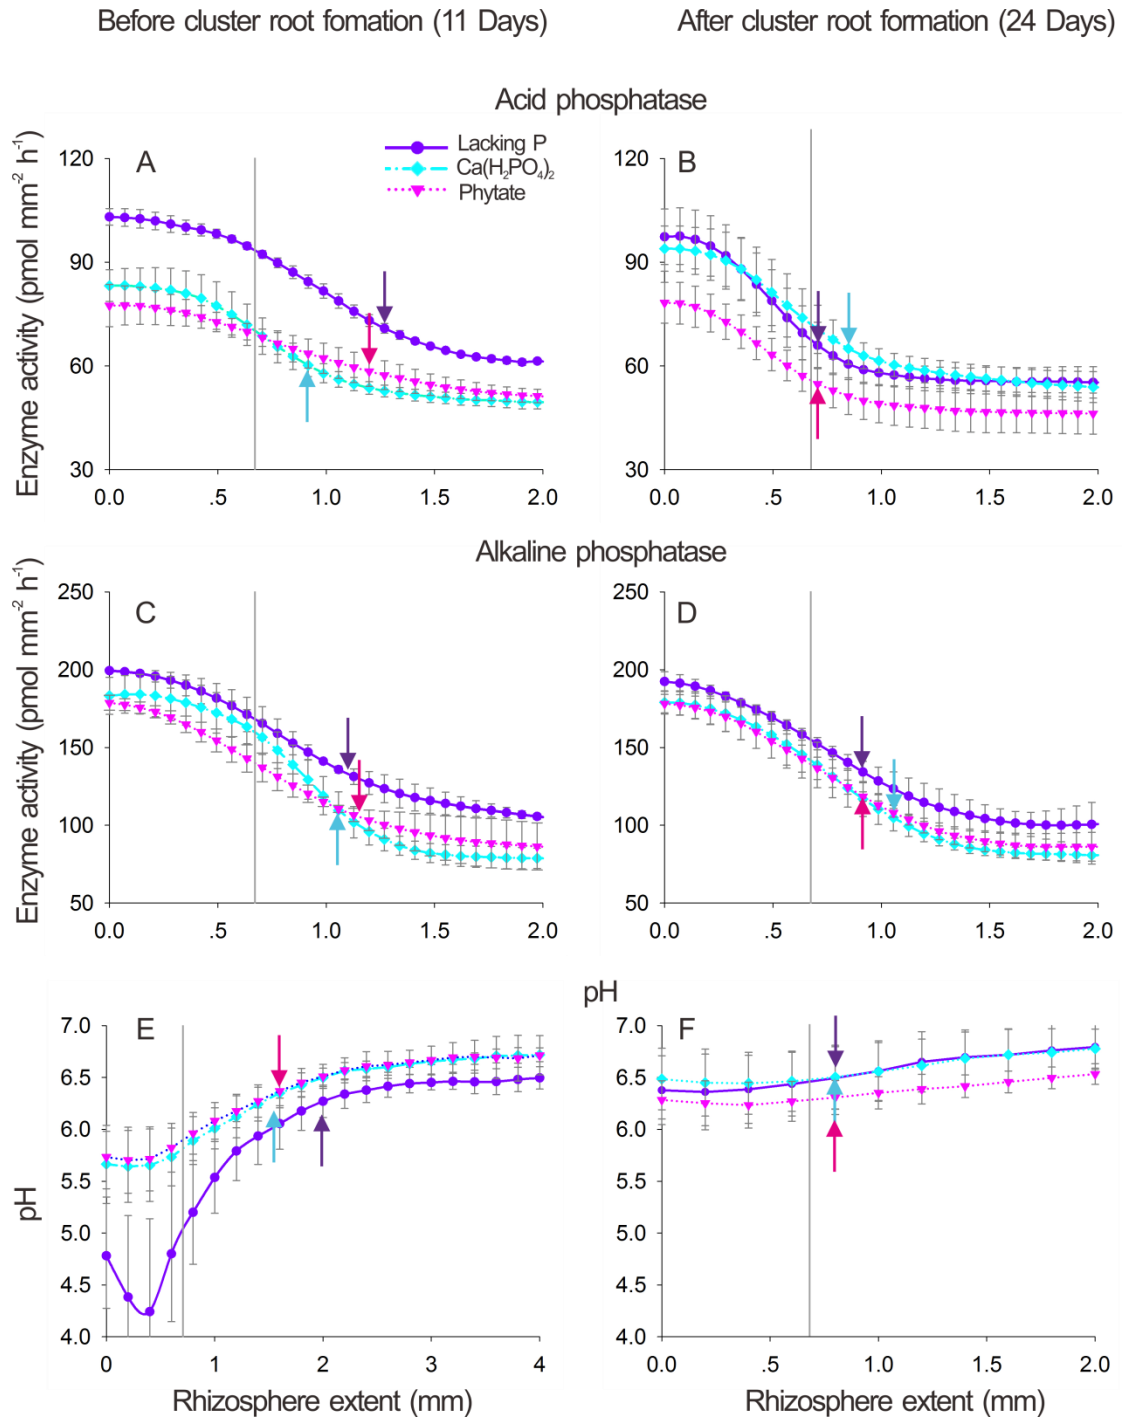 Before cluster root fomation (11 Days)
After cluster root formation (24 Days)
Acid phosphatase
Enzyme activity (pmol mm⁻² h⁻¹)
A
Lacking P
Ca(H₂PO₄)₂
Phytate
120
90
60
30
0.0 .5 1.0 1.5 2.0
B
120
90
60
30
0.0 .5 1.0 1.5 2.0
Alkaline phosphatase
Enzyme activity (pmol mm⁻² h⁻¹)
C
250
200
150
100
50
0.0 .5 1.0 1.5 2.0
D
250
200
150
100
50
0.0 .5 1.0 1.5 2.0
pH
pH
E
7.0
6.5
6.0
5.5
5.0
4.5
4.0
0 1 2 3 4
Rhizosphere extent (mm)
F
7.0
6.5
6.0
5.5
5.0
4.5
4.0
0.0 .5 1.0 1.5 2.0
Rhizosphere extent (mm)